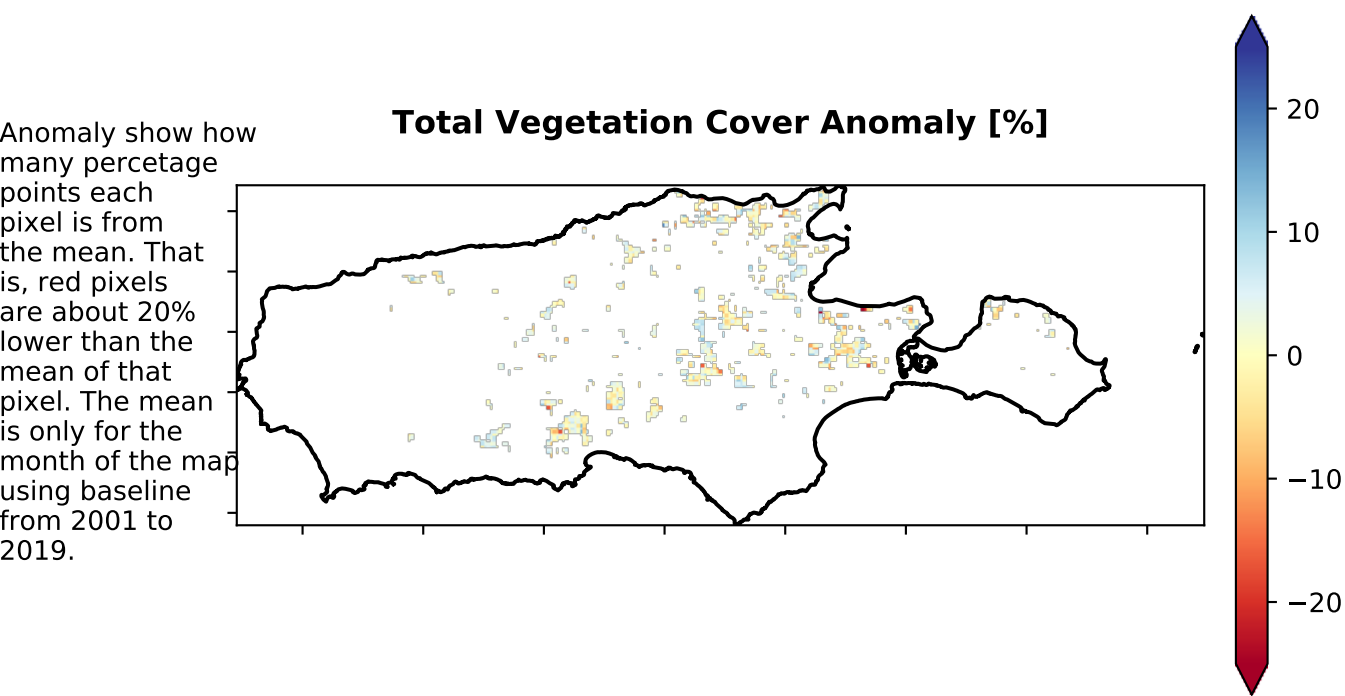 Total Vegetation Cover Anomaly [%]
Anomaly show how
many percetage
points each
pixel is from
the mean. That
is, red pixels
are about 20%
lower than the
mean of that
pixel. The mean
is only for the
month of the map
using baseline
from 2001 to
2019.
20
10
0
−10
−20